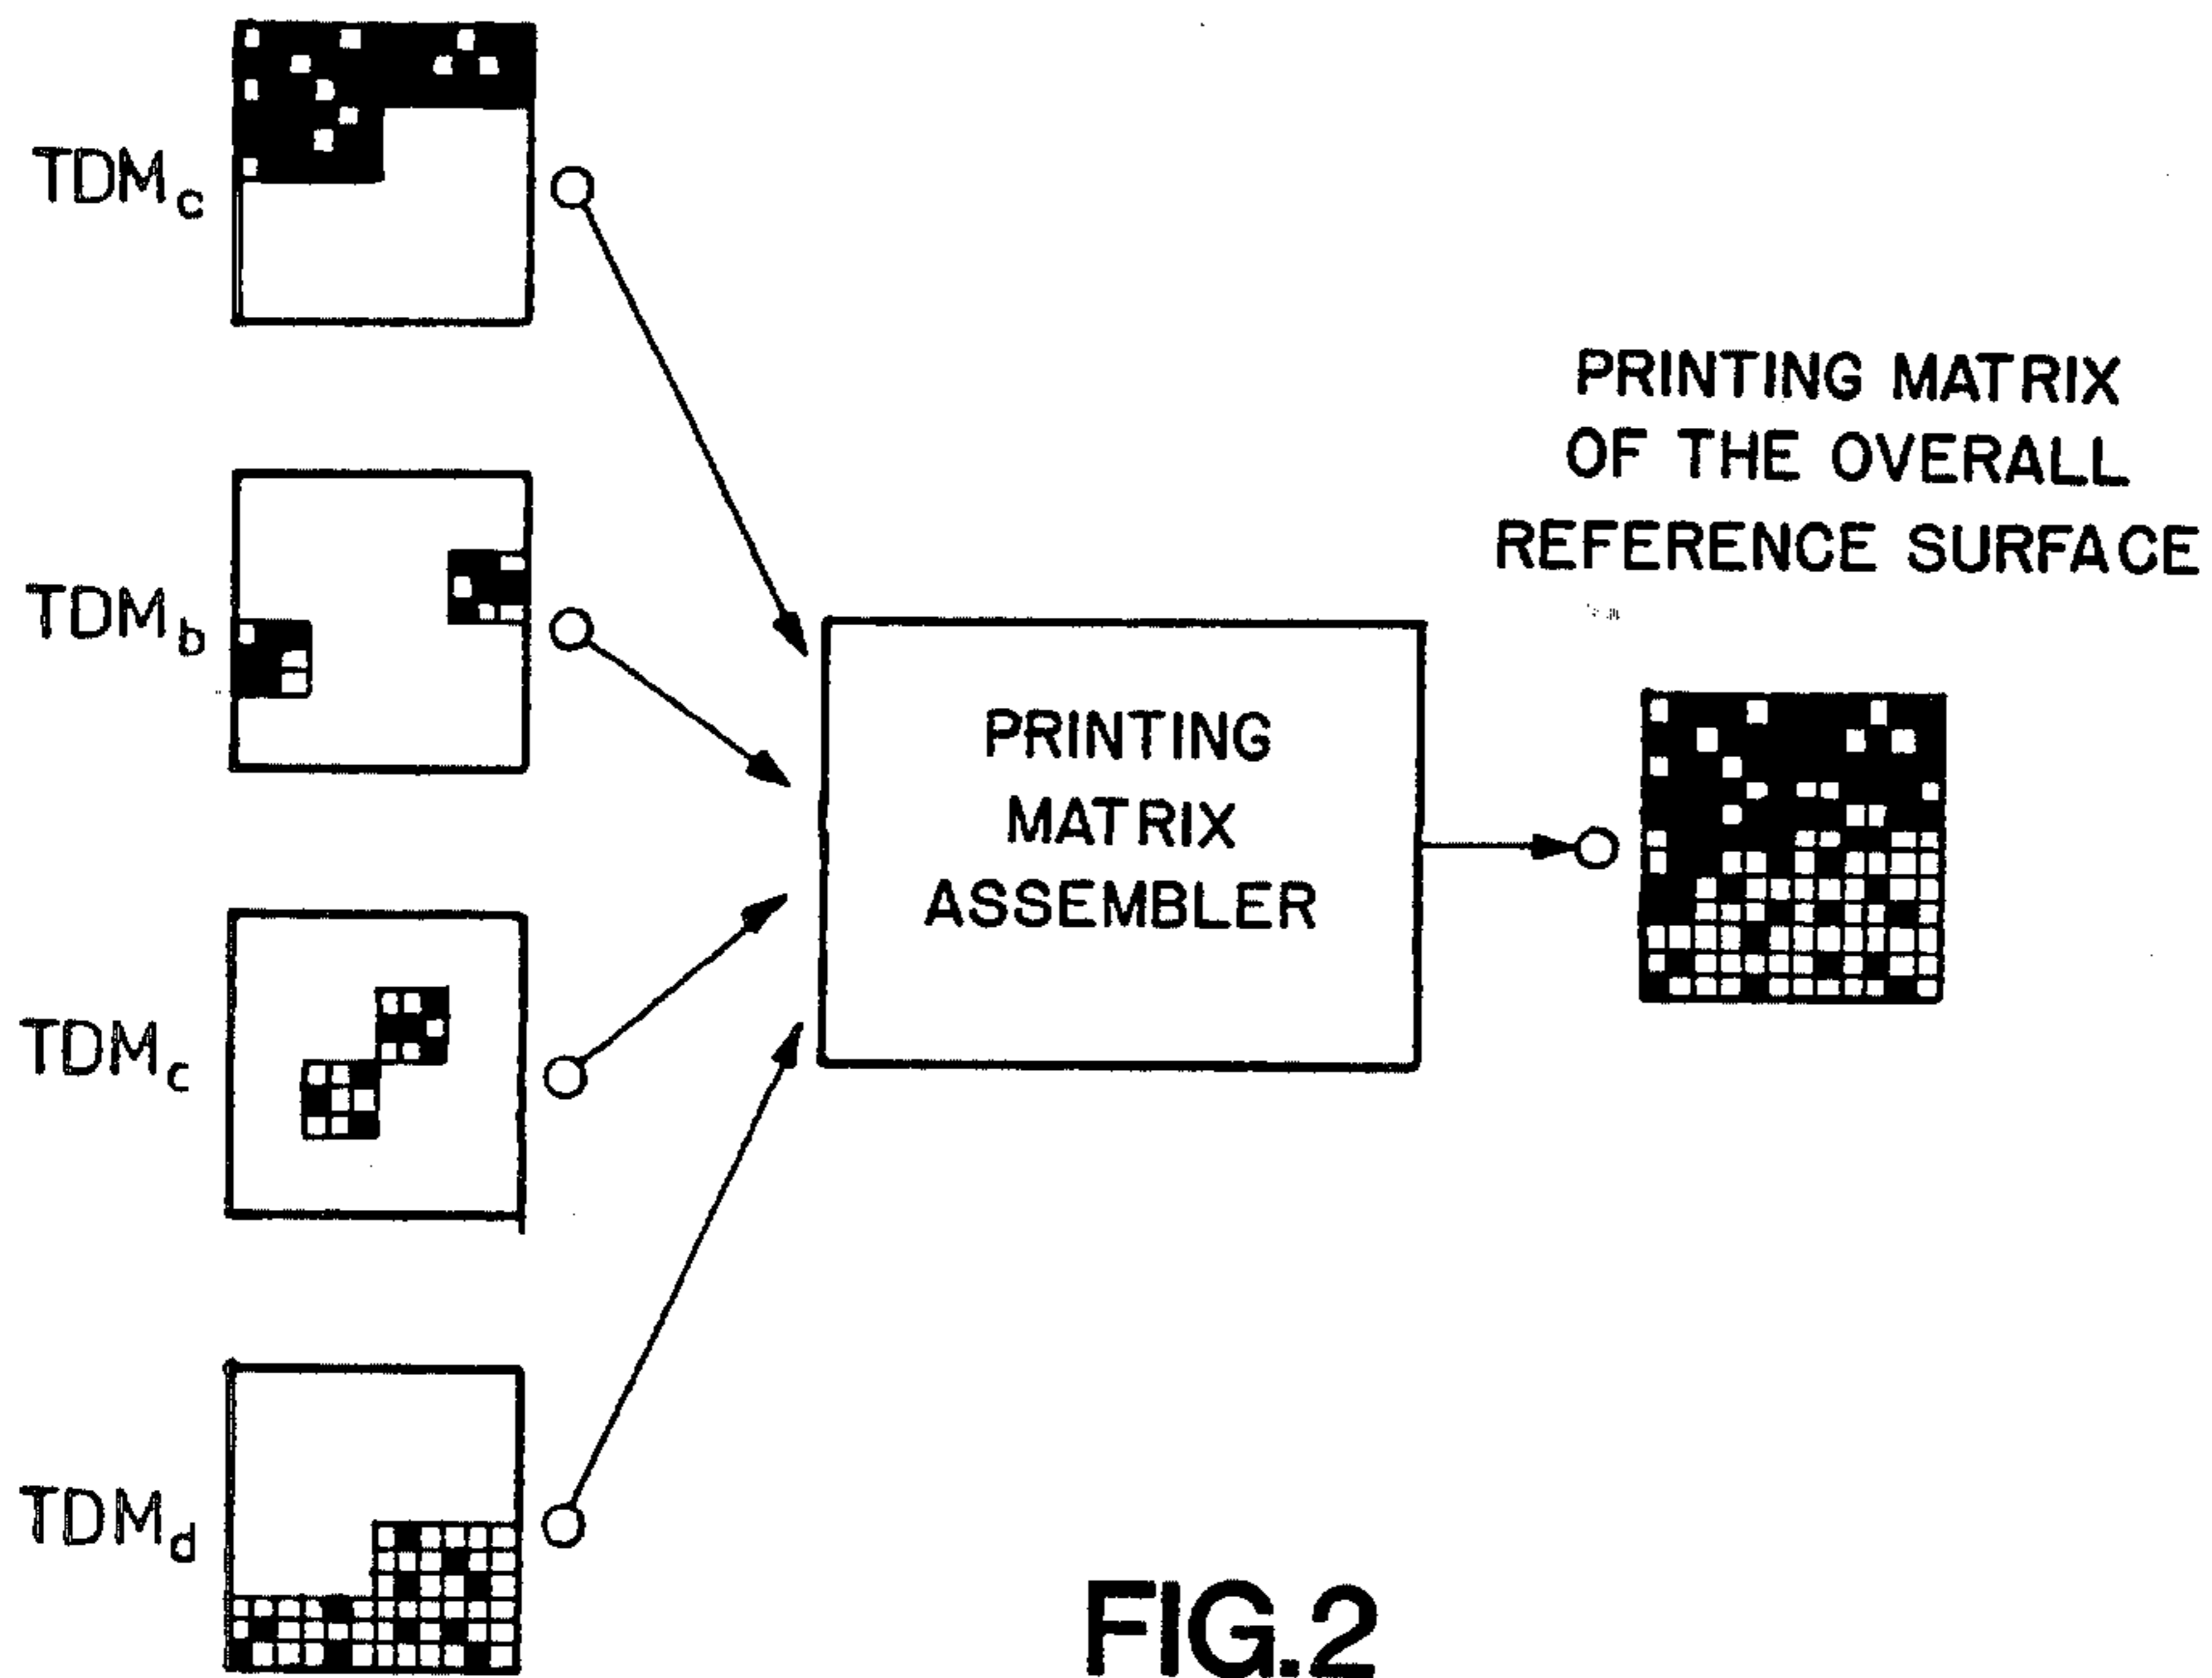 TDMc
TDMb
TDMc
TDMd
PRINTING
MATRIX
ASSEMBLER
PRINTING MATRIX
OF THE OVERALL
REFERENCE SURFACE
FIG.2